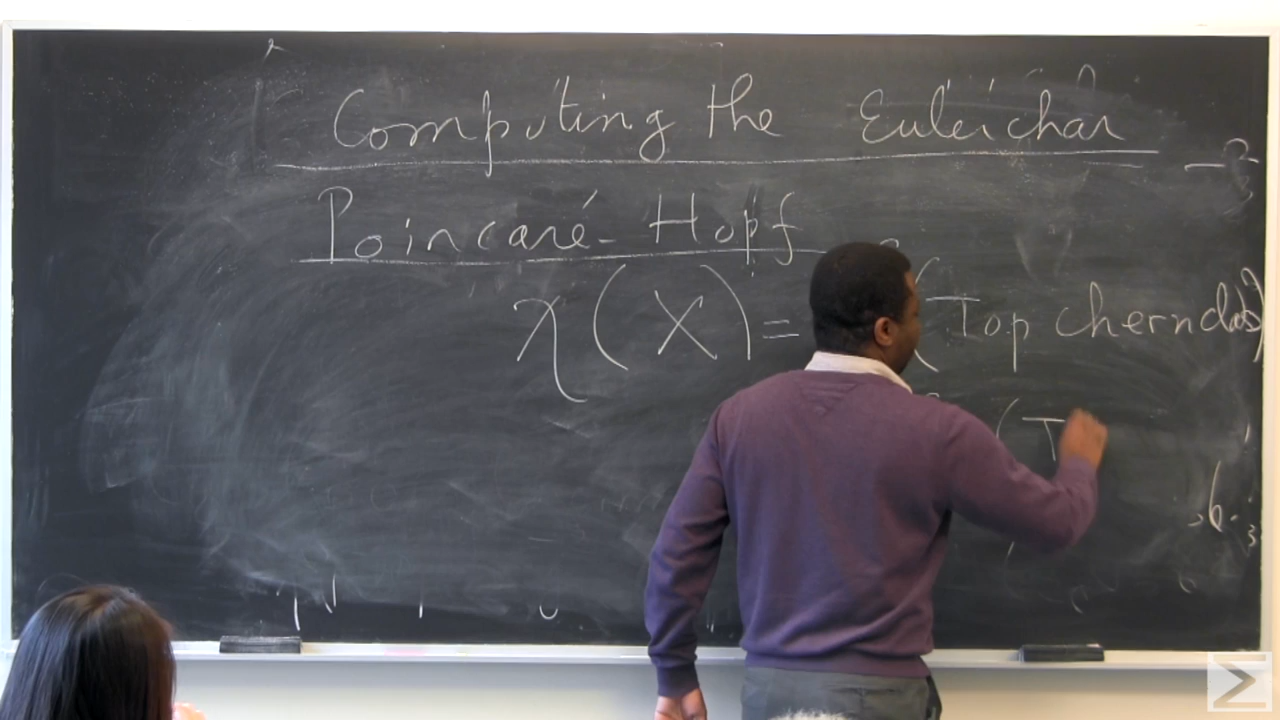 Computing the Euler char
Poincaré-Hopf
χ(X)= (Top chern class)
(T